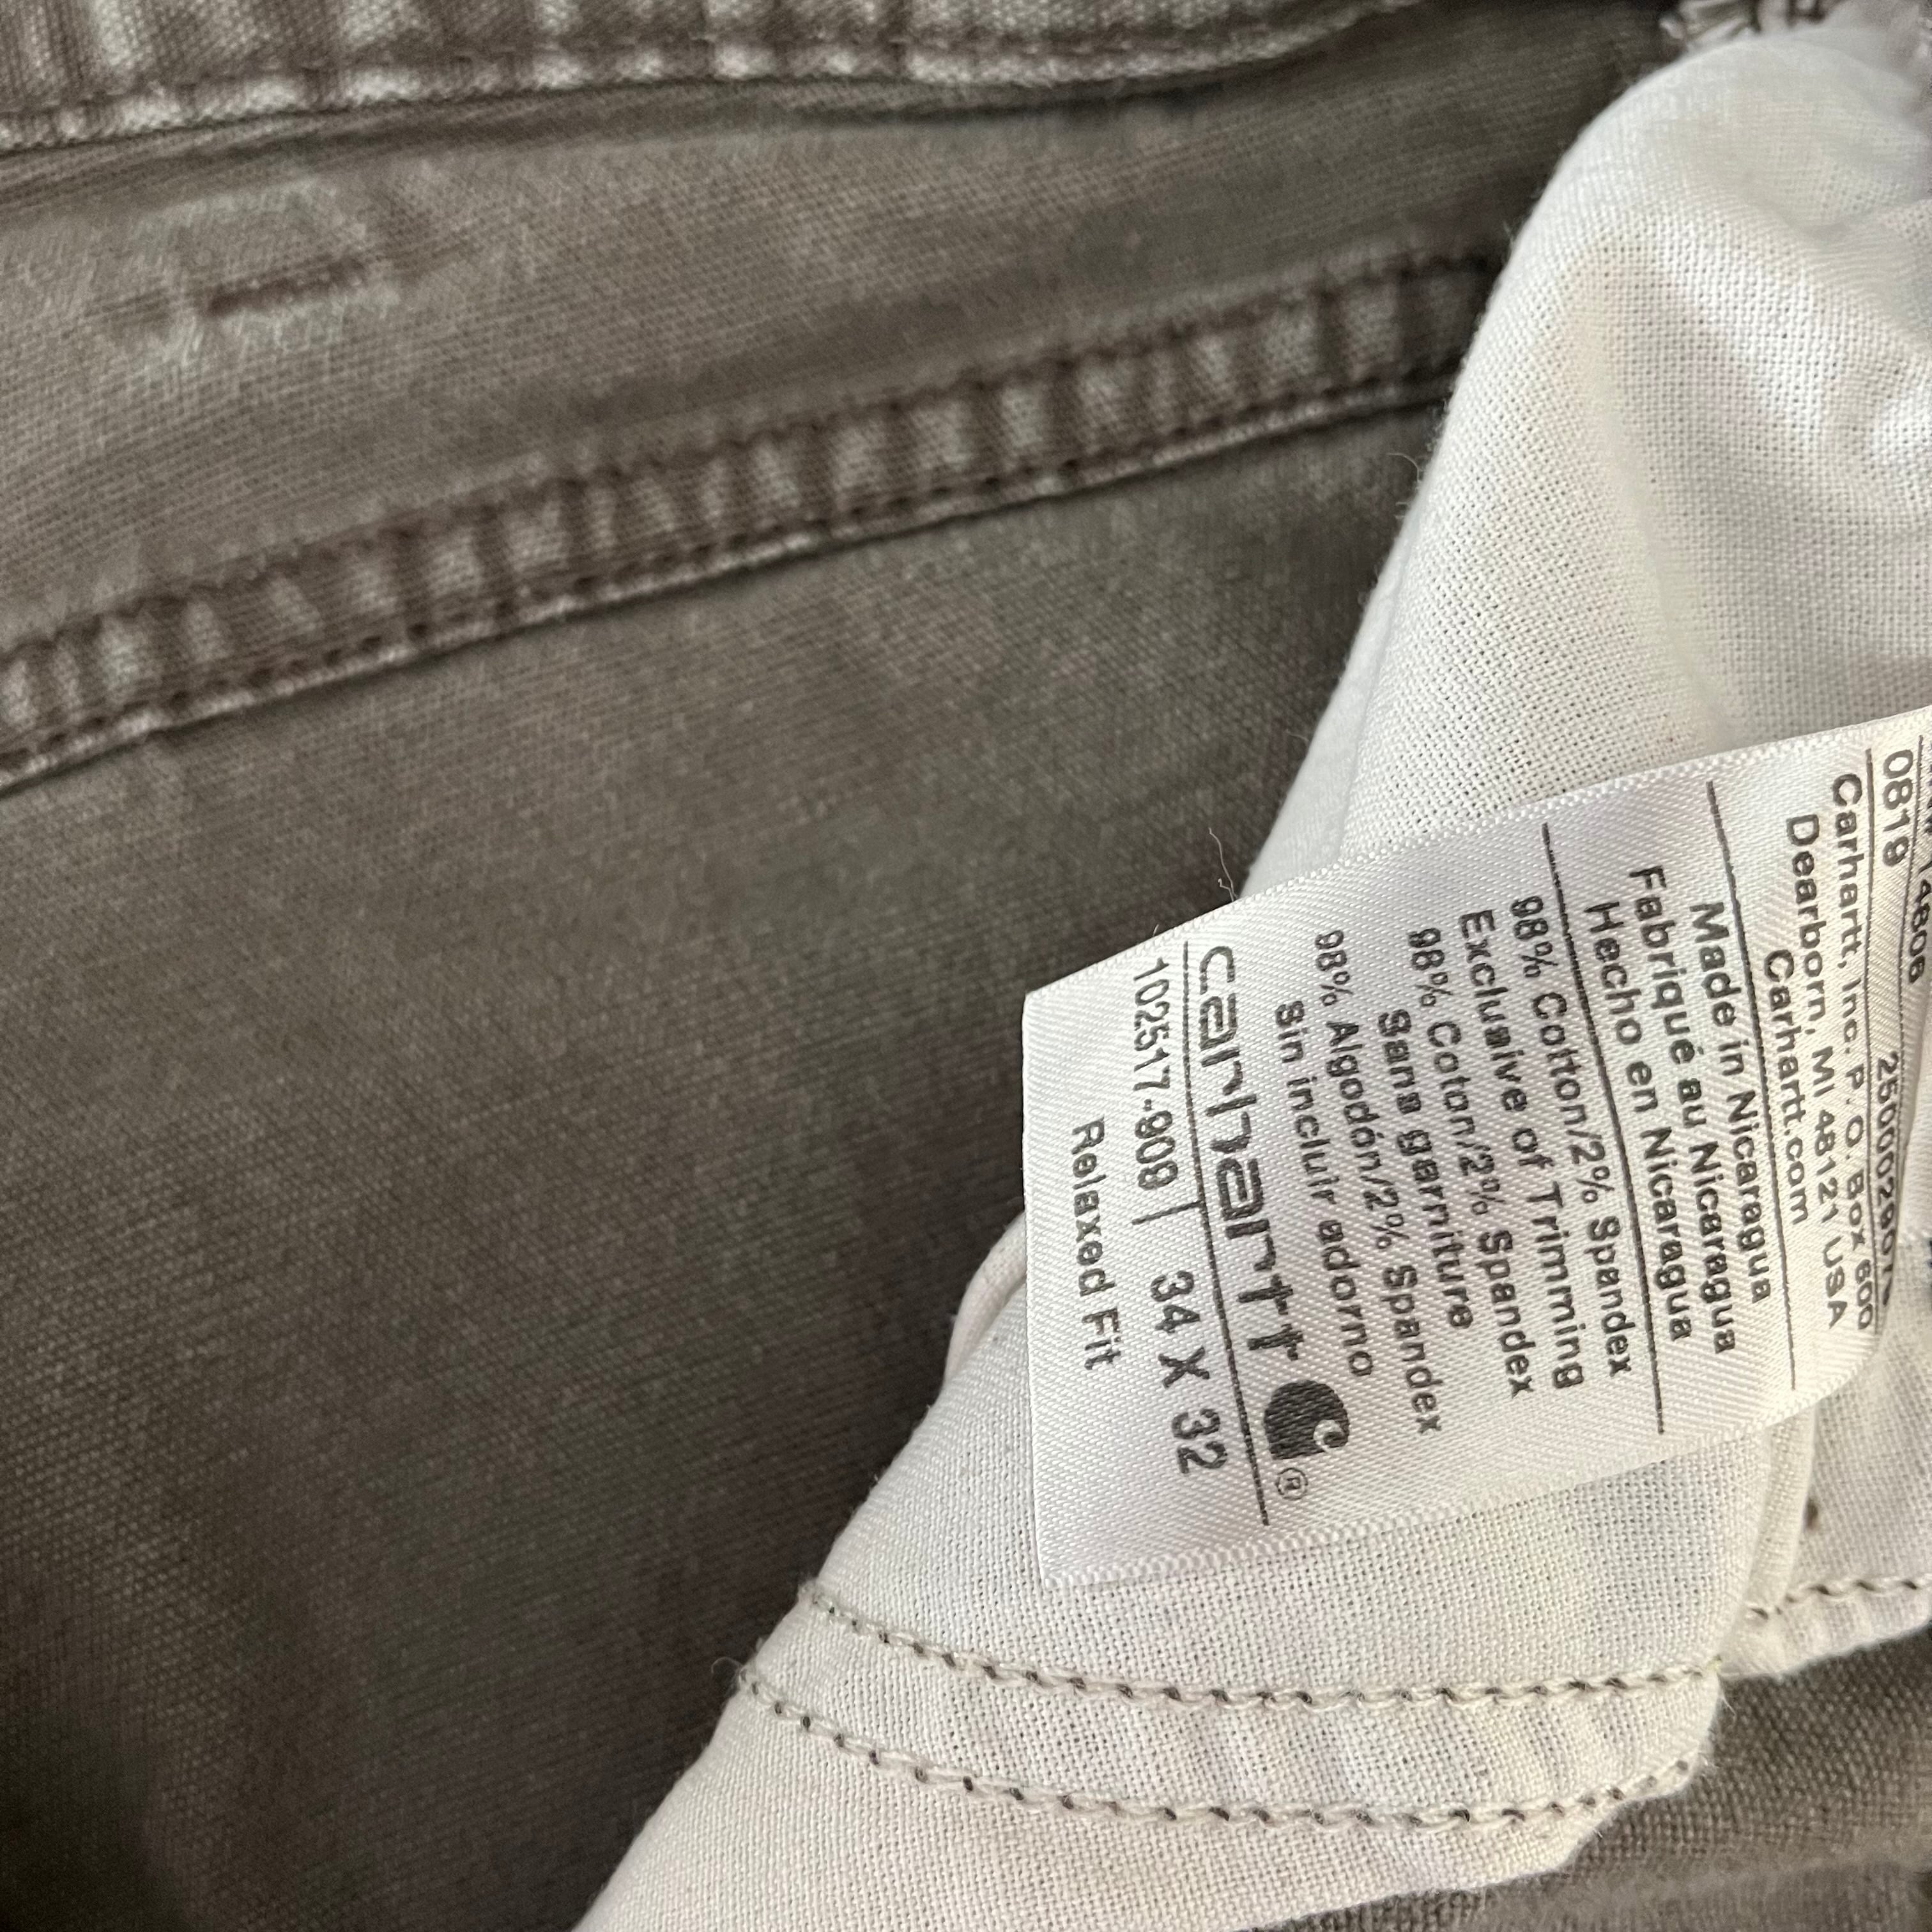 Relaxed Fit
102517-908 34 X 32
carhartt ®
Sin incluir adorno
98% Algodón/2% Spandex
Sans garniture
98% Coton/2% Spandex
Exclusive of Trimming
98% Cotton/2% Spandex
Hecho en Nicaragua
Fabriqué au Nicaragua
Made in Nicaragua
Carhartt.com
Dearborn, MI 48121 USA
Carhartt, Inc. P. O. Box 600
0819